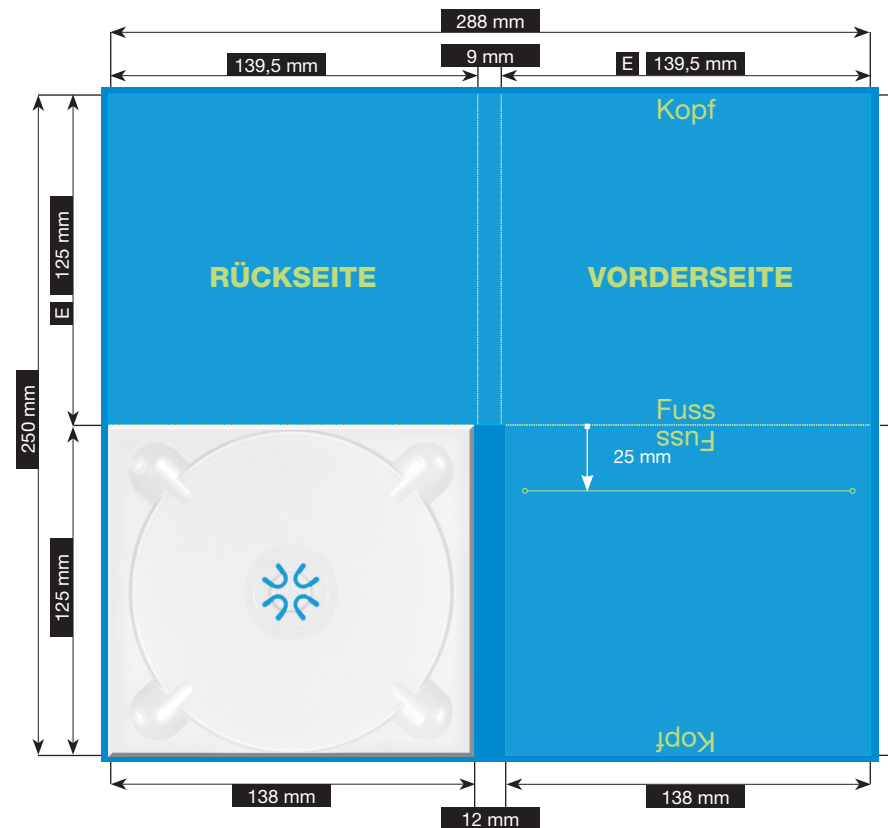 288 mm
139,5 mm
9 mm
E 139,5 mm
Kopf
125 mm
E
RÜCKSEITE
VORDERSEITE
250 mm
Fuss
Fuss
25 mm
125 mm
Kopf
138 mm
12 mm
138 mm